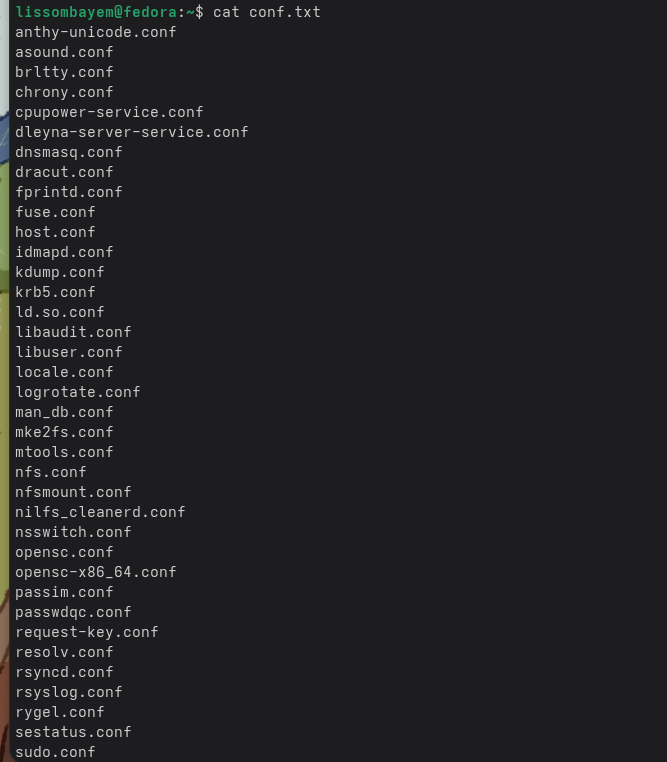 lissombayem@fedora:~$ cat conf.txt
anthy-unicode.conf
asound.conf
brltty.conf
chrony.conf
cpupower-service.conf
dleyna-server-service.conf
dnsmasq.conf
dracut.conf
fprintd.conf
fuse.conf
host.conf
idmapd.conf
kdump.conf
krb5.conf
ld.so.conf
libaudit.conf
libuser.conf
locale.conf
logrotate.conf
man_db.conf
mke2fs.conf
mtools.conf
nfs.conf
nfsmount.conf
nilfs_cleanerd.conf
nsswitch.conf
opensc.conf
opensc-x86_64.conf
passim.conf
passwdqc.conf
request-key.conf
resolv.conf
rsyncd.conf
rsyslog.conf
rygel.conf
sestatus.conf
sudo.conf